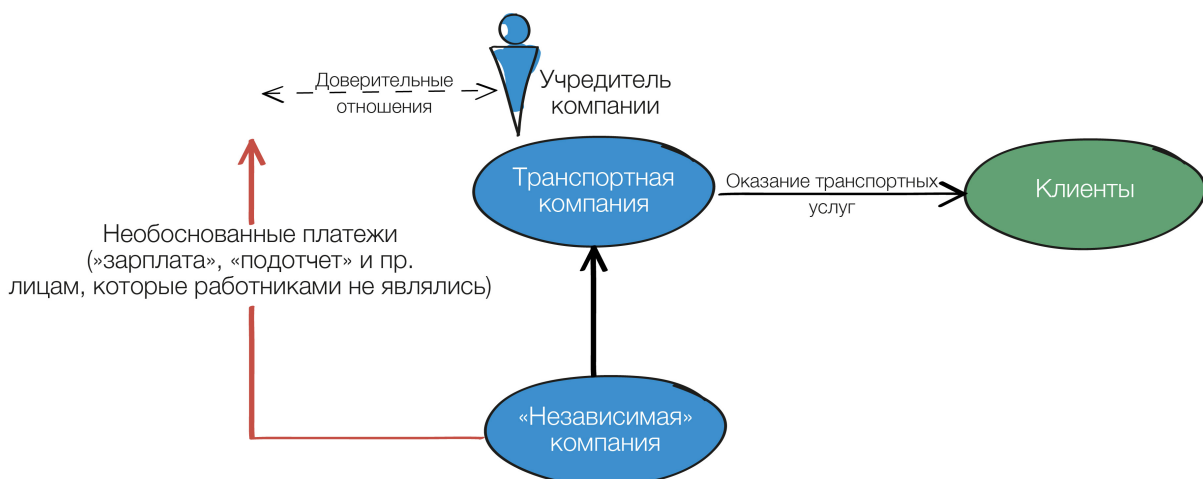 Доверительные
отношения
Учредитель
компании
Транспортная
компания
Оказание транспортных
услуг
Клиенты
Необоснованные платежи
(»зарплата», «подотчет» и пр.
лицам, которые работниками не являлись)
«Независимая»
компания